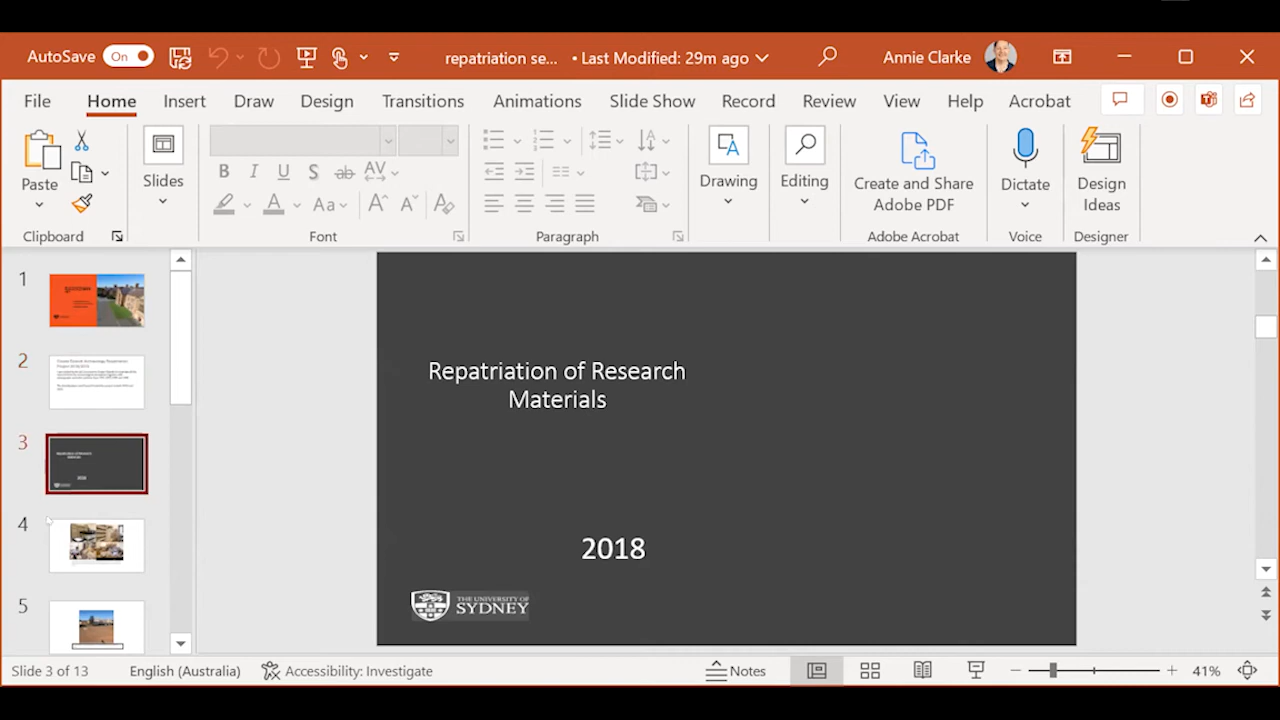 AutoSave On repatriation se... • Last Modified: 29m ago Annie Clarke
File Home Insert Draw Design Transitions Animations Slide Show Record Review View Help Acrobat
Paste
Clipboard
Slides
B I U S ab AV
Aa A A
Font
Paragraph
Drawing
Editing
Create and Share
Adobe PDF
Adobe Acrobat
Dictate
Voice
Design
Ideas
Designer
1
2
3
4
5
Repatriation of Research
Materials
2018
THE UNIVERSITY OF
SYDNEY
Slide 3 of 13 English (Australia) Accessibility: Investigate Notes 41%